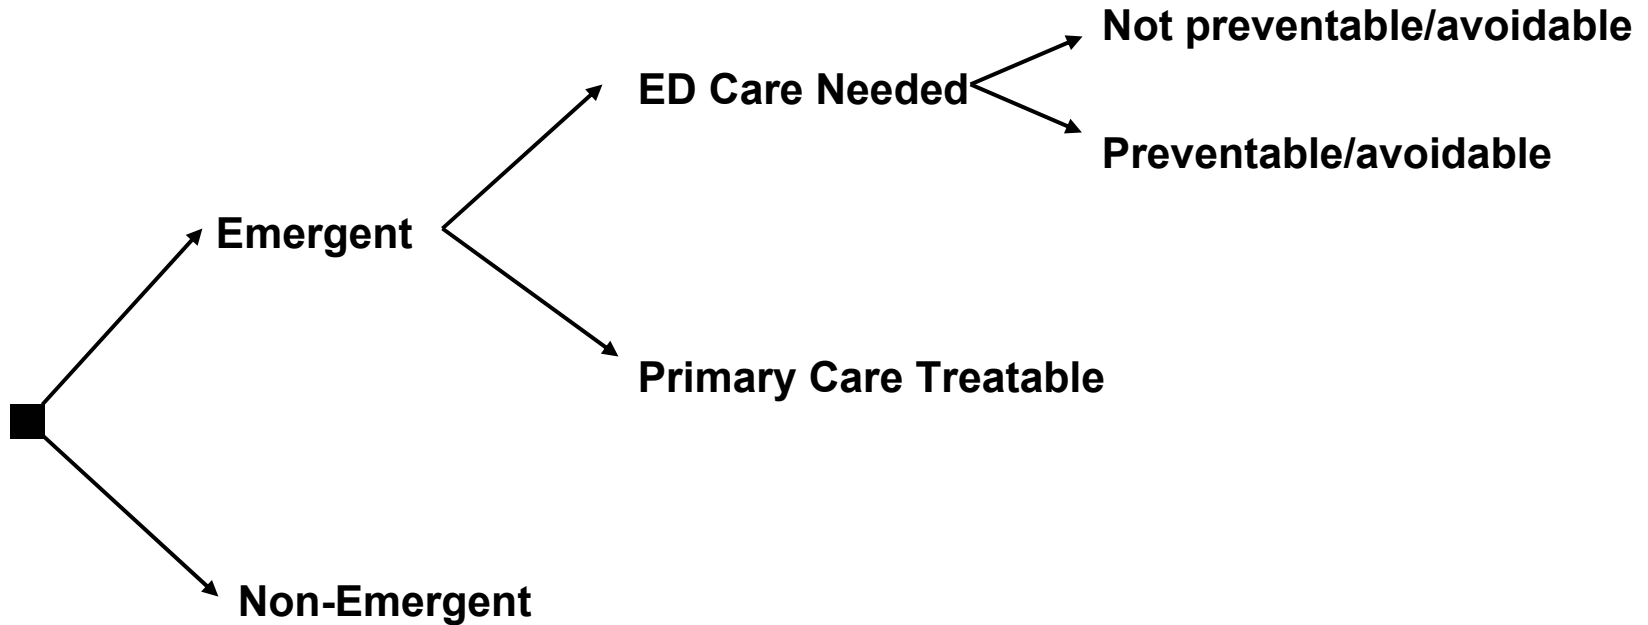 Not preventable/avoidable
ED Care Needed
Preventable/avoidable
Emergent
Primary Care Treatable
Non-Emergent